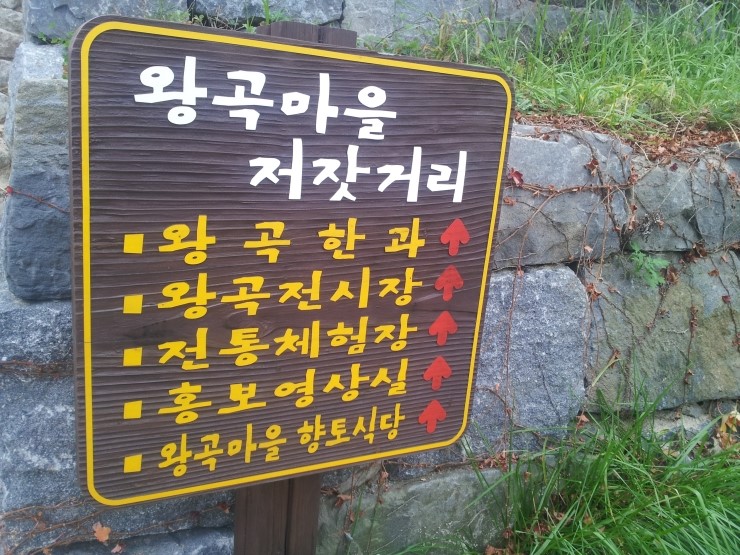 왕곡마을
저잣거리
왕곡한과
왕곡전시장
전통체험장
홍보영상실
왕곡마을 향토식당